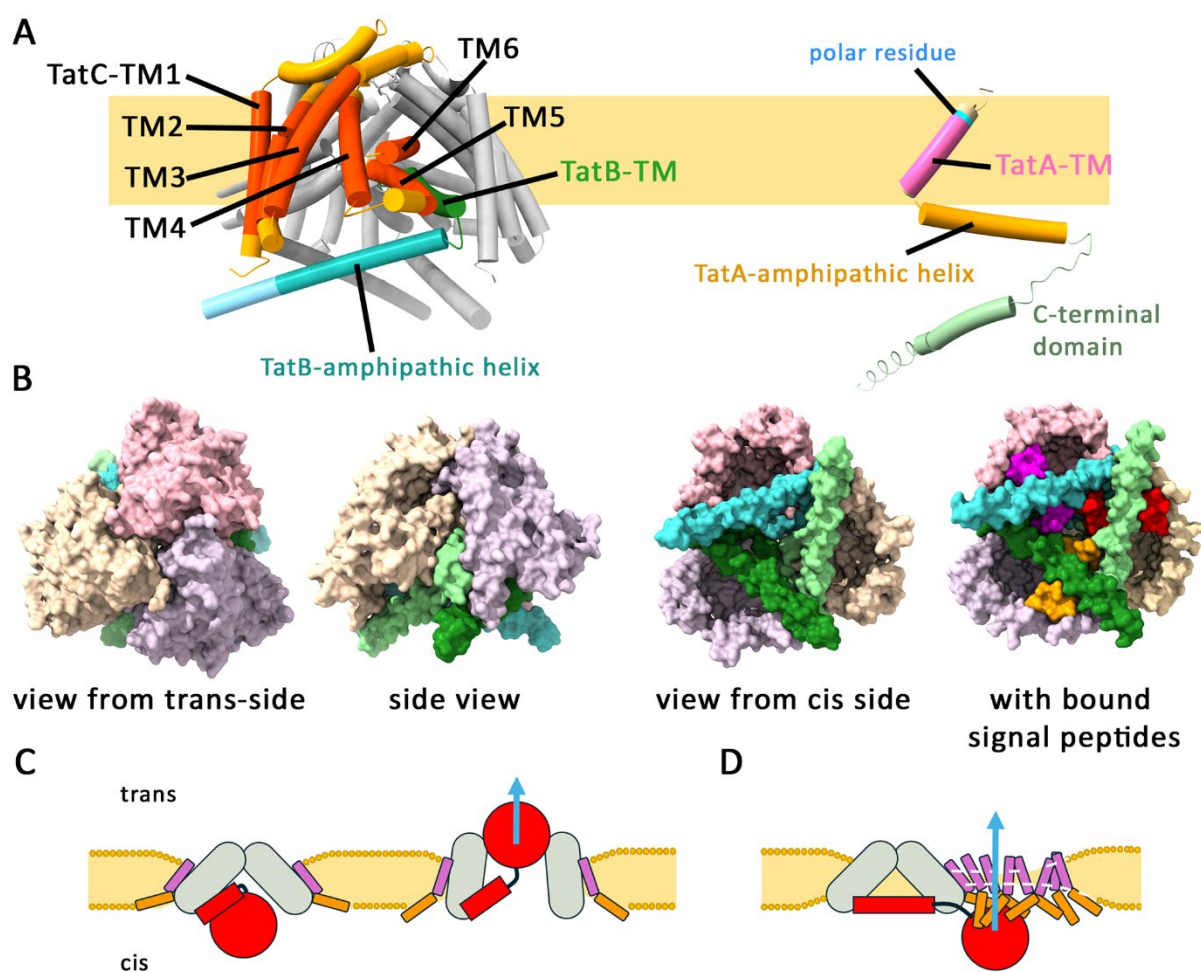 A
TatC-TM1
TM2
TM3
TM4
TM6
TM5
TatB-TM
TatB-amphipathic helix
polar residue
TatA-TM
TatA-amphipathic helix
C-terminal
domain
B
view from trans-side
side view
view from cis side
with bound
signal peptides
C
trans
cis
D